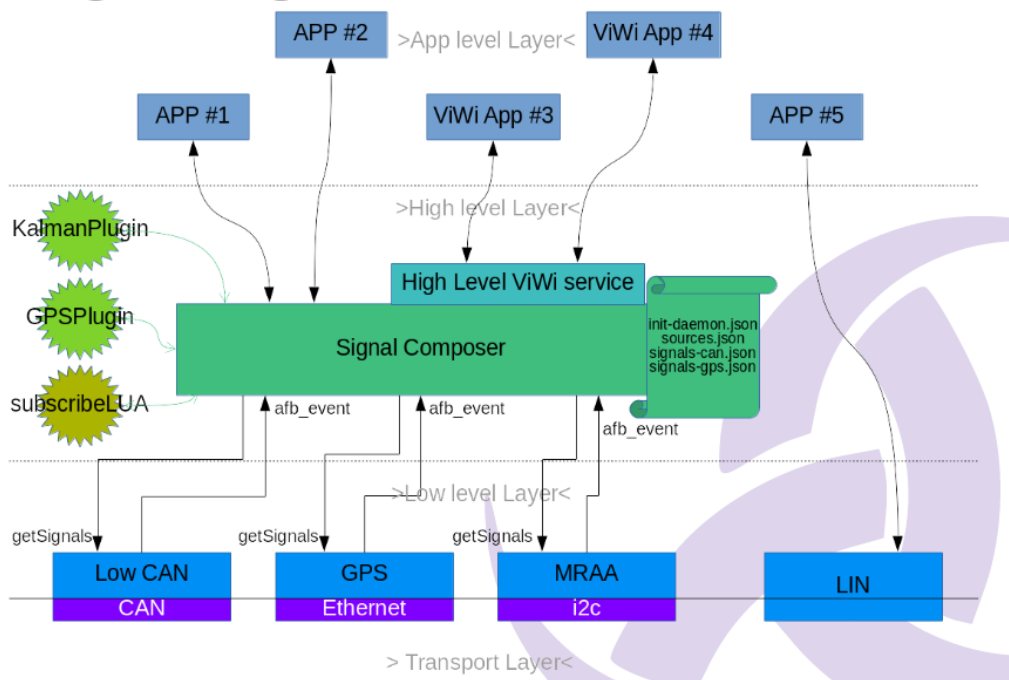 APP #2
>App level Layer<
ViWi App #4
APP #1
ViWi App #3
APP #5
>High level Layer<
KalmanPlugin
High Level ViWi service
GPSPlugin
Signal Composer
init-daemon.json
sources.json
signals-can.json
signals-gps.json
subscribeLUA
afb_event
afb_event
afb_event
>Low level Layer<
getSignals
getSignals
getSignals
Low CAN
GPS
MRAA
LIN
CAN
Ethernet
i2c
> Transport Layer<